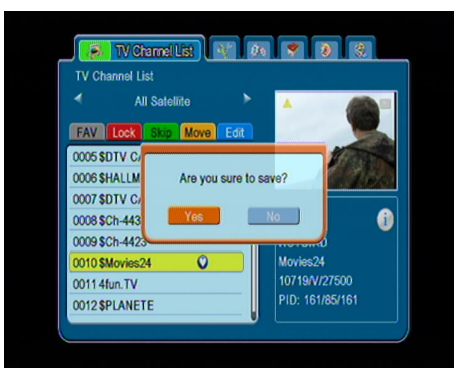 TV Channel List
TV Channel List
All Satellite
FAV Lock Skip Move Edit
0005 $DTV
0006 $HALLM
0007 $DTV
0008 $Ch-443
0009 $Ch-4423
0010 $Movies24
0011 4fun.TV
0012 $PLANETE
Are you sure to save?
Yes No
Movies24
10719/V/27500
PID: 161/85/161